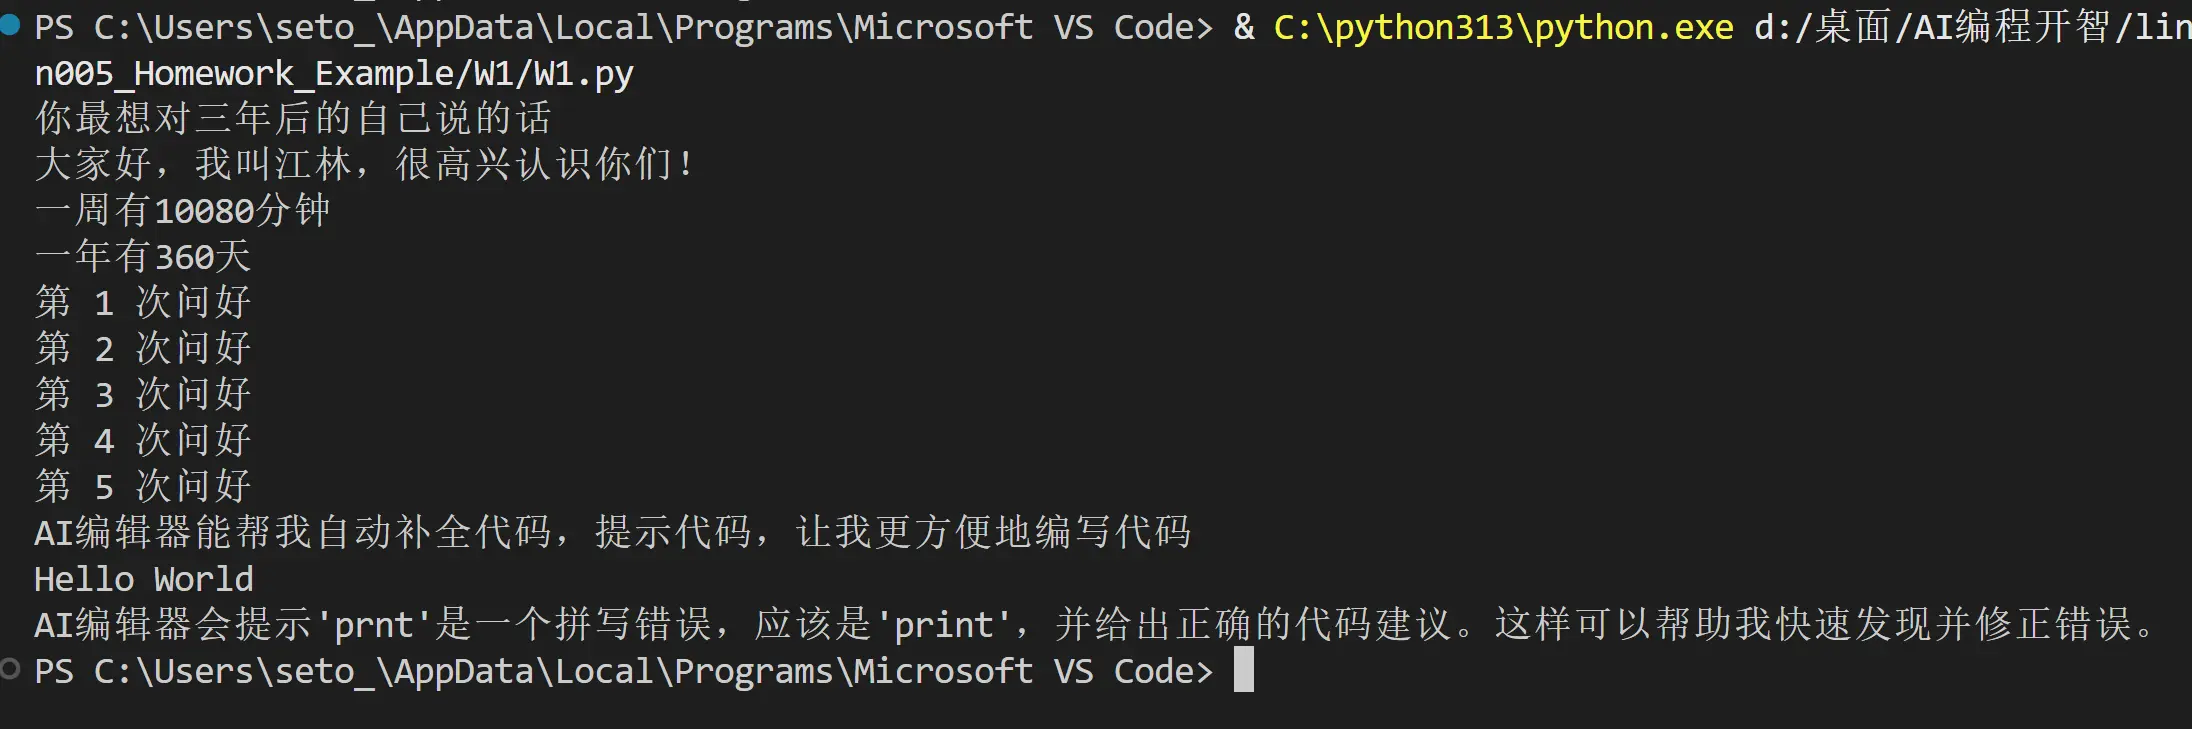 PS C:\Users\seto_\AppData\Local\Programs\Microsoft VS Code> & C:\python313\python.exe d:/桌面/AI编程开智/lin
n005_Homework_Example/W1/W1.py
你最想对三年后的自己说的话
大家好，我叫江林，很高兴认识你们！
一周有10080分钟
一年有360天
第 1 次问好
第 2 次问好
第 3 次问好
第 4 次问好
第 5 次问好
AI编辑器能帮我自动补全代码，提示代码，让我更方便地编写代码
Hello World
AI编辑器会提示'prnt'是一个拼写错误，应该是'print'，并给出正确的代码建议。这样可以帮助我快速发现并修正错误。
PS C:\Users\seto_\AppData\Local\Programs\Microsoft VS Code>